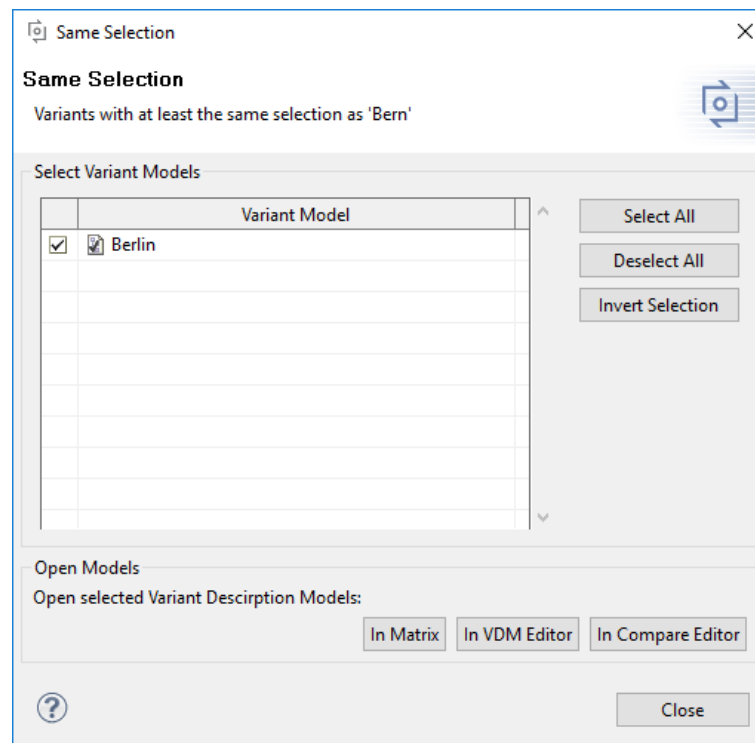 Same Selection
Same Selection
Variants with at least the same selection as 'Bern'
Select Variant Models
Variant Model
Select All
Berlin
Deselect All
Invert Selection
Open Models
Open selected Variant Descirption Models:
In Matrix In VDM Editor In Compare Editor
? Close